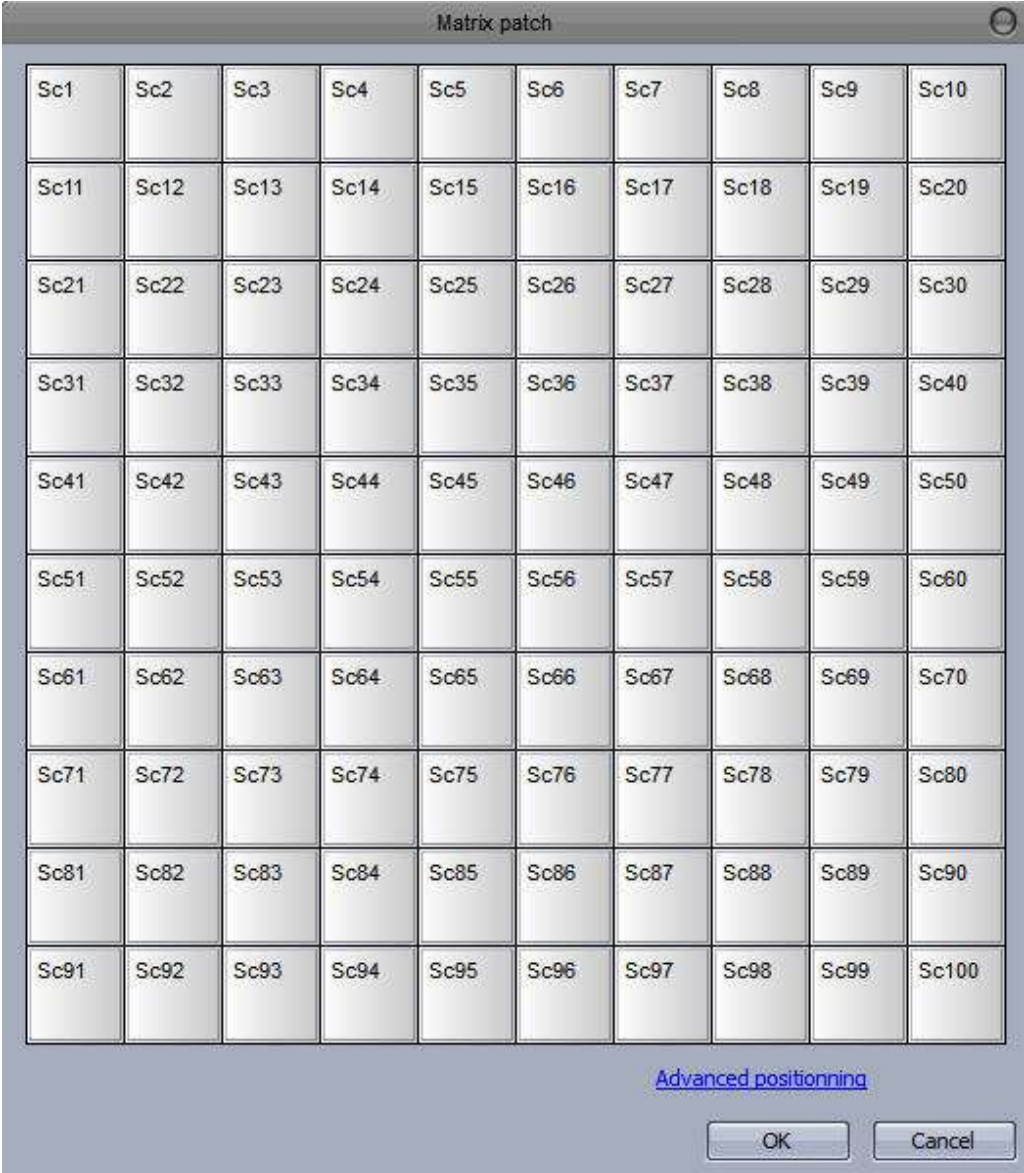 Matrix patch
Sc1 Sc2 Sc3 Sc4 Sc5 Sc6 Sc7 Sc8 Sc9 Sc10
Sc11 Sc12 Sc13 Sc14 Sc15 Sc16 Sc17 Sc18 Sc19 Sc20
Sc21 Sc22 Sc23 Sc24 Sc25 Sc26 Sc27 Sc28 Sc29 Sc30
Sc31 Sc32 Sc33 Sc34 Sc35 Sc36 Sc37 Sc38 Sc39 Sc40
Sc41 Sc42 Sc43 Sc44 Sc45 Sc46 Sc47 Sc48 Sc49 Sc50
Sc51 Sc52 Sc53 Sc54 Sc55 Sc56 Sc57 Sc58 Sc59 Sc60
Sc61 Sc62 Sc63 Sc64 Sc65 Sc66 Sc67 Sc68 Sc69 Sc70
Sc71 Sc72 Sc73 Sc74 Sc75 Sc76 Sc77 Sc78 Sc79 Sc80
Sc81 Sc82 Sc83 Sc84 Sc85 Sc86 Sc87 Sc88 Sc89 Sc90
Sc91 Sc92 Sc93 Sc94 Sc95 Sc96 Sc97 Sc98 Sc99 Sc100
Advanced positionning
OK Cancel